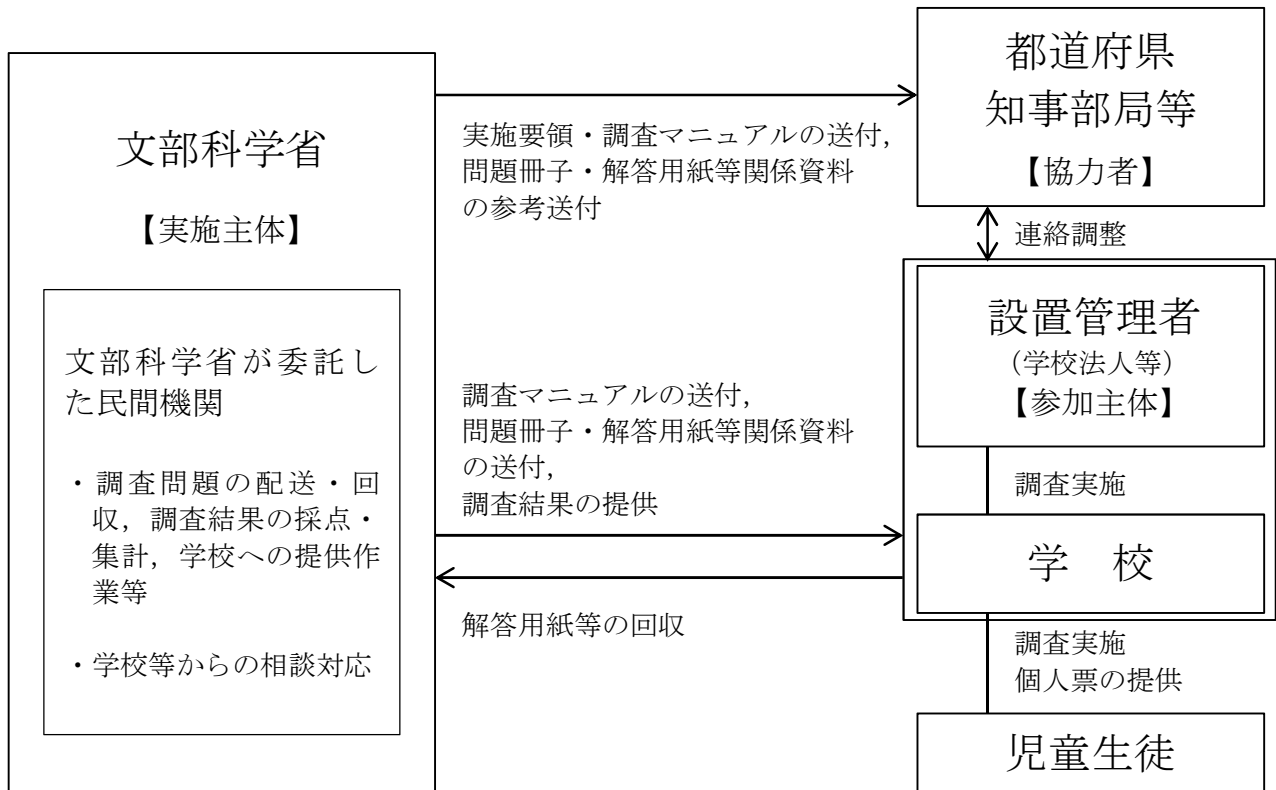 文部科学省
【実施主体】
文部科学省が委託し
た民間機関
・調査問題の配送・回
収，調査結果の採点・
集計，学校への提供作
業等
・学校等からの相談対応
実施要領・調査マニュアルの送付，
問題冊子・解答用紙等関係資料
の参考送付
調査マニュアルの送付，
問題冊子・解答用紙等関係資料
の送付，
調査結果の提供
解答用紙等の回収
都道府県
知事部局等
【協力者】
連絡調整
設置管理者
（学校法人等）
【参加主体】
調査実施
学　校
調査実施
個人票の提供
児童生徒